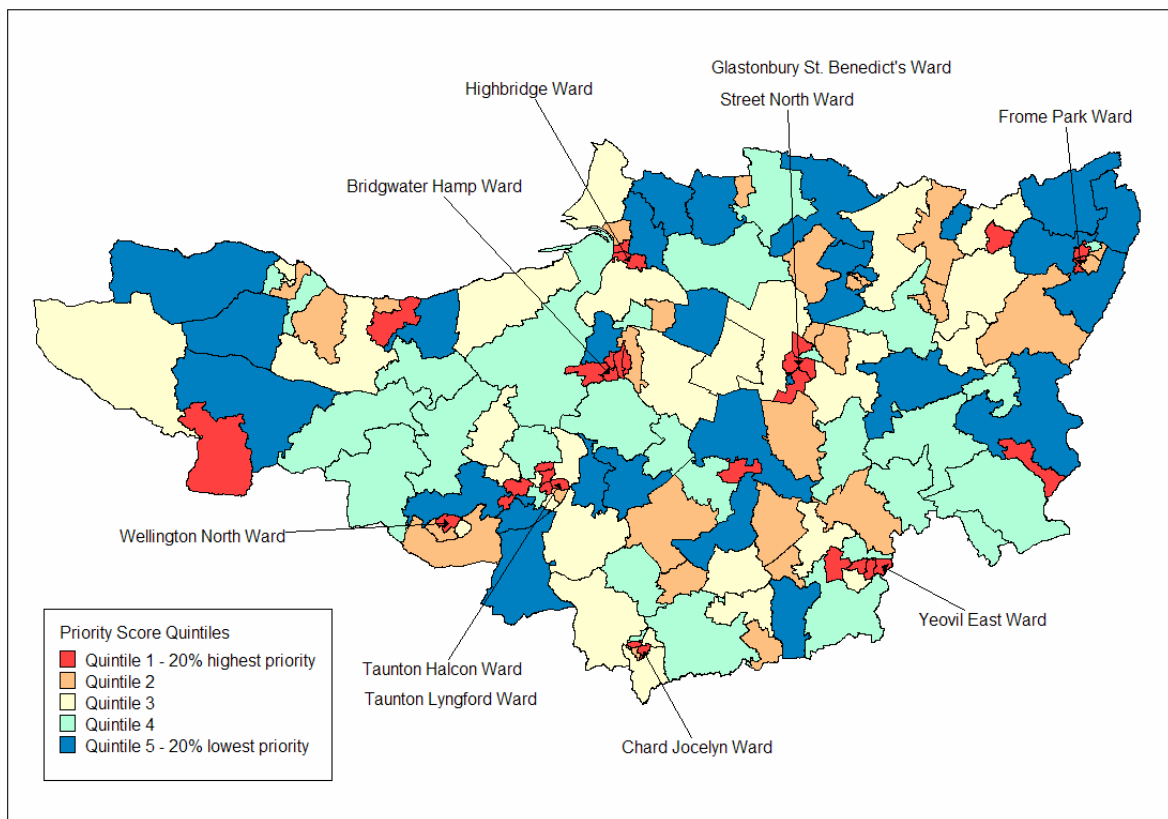 Glastonbury St. Benedict's Ward
Highbridge Ward
Street North Ward
Frome Park Ward
Bridgwater Hamp Ward
Wellington North Ward
Yeovil East Ward
Taunton Halcon Ward
Taunton Lyngford Ward
Chard Jocelyn Ward
Priority Score Quintiles
Quintile 1 - 20% highest priority
Quintile 2
Quintile 3
Quintile 4
Quintile 5 - 20% lowest priority